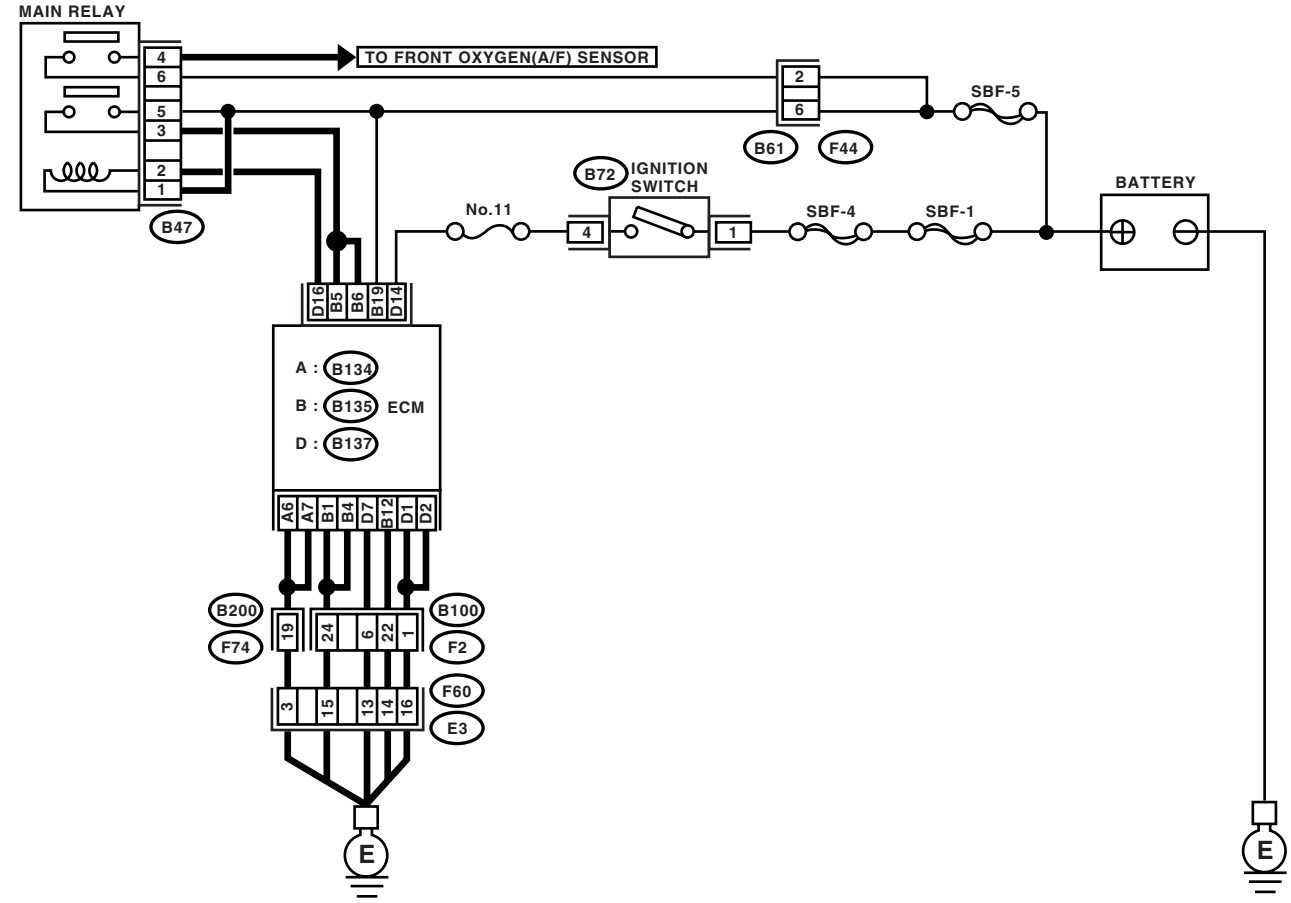 MAIN RELAY
4
TO FRONT OXYGEN(A/F) SENSOR
6
2
5
6
SBF-5
3
B61
F44
2
1
B47
B72
IGNITION
SWITCH
BATTERY
No.11
4
1
SBF-4
SBF-1
D16
B5
B6
B19
D14
A : B134
B : B135
ECM
D : B137
A6
A7
B1
B4
D7
B12
D1
D2
B200
19
24
6
22
1
B100
F74
F2
3
15
13
14
16
F60
E3
E
E